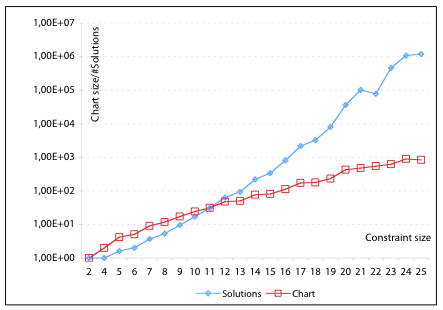 1,00E+07
1,00E+06
1,00E+05
1,00E+04
1,00E+03
1,00E+02
1,00E+01
1,00E+00
Chart size/#Solutions
Constraint size
2 4 5 6 7 8 9 10 11 12 13 14 15 16 17 18 19 20 21 22 23 24 25
Solutions Chart